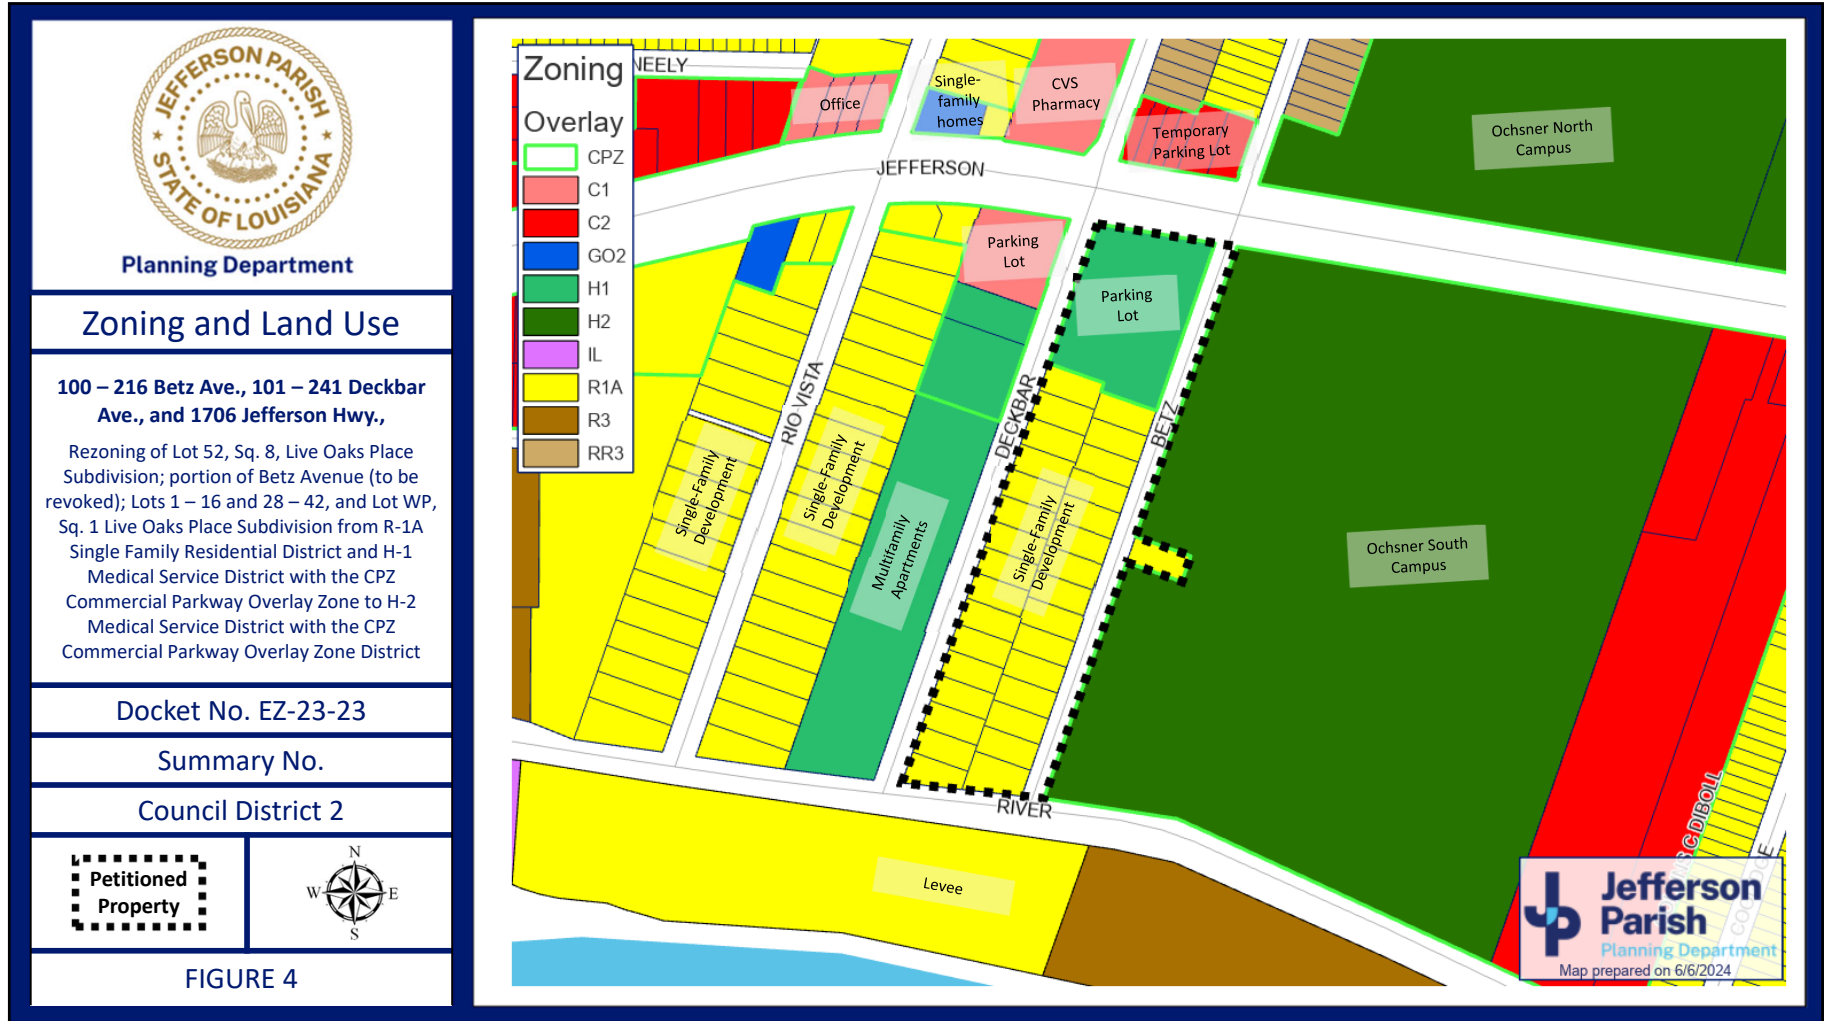 JEFFERSON PARISH
STATE OF LOUISIANA
Planning Department
Zoning and Land Use
100 – 216 Betz Ave., 101 – 241 Deckbar
Ave., and 1706 Jefferson Hwy.,
Rezoning of Lot 52, Sq. 8, Live Oaks Place
Subdivision; portion of Betz Avenue (to be
revoked); Lots 1 – 16 and 28 – 42, and Lot WP,
Sq. 1 Live Oaks Place Subdivision from R-1A
Single Family Residential District and H-1
Medical Service District with the CPZ
Commercial Parkway Overlay Zone to H-2
Medical Service District with the CPZ
Commercial Parkway Overlay Zone District
Docket No. EZ-23-23
Summary No.
Council District 2
Petitioned
Property
N
W
E
S
FIGURE 4
Zoning
Overlay
CPZ
C1
C2
GO2
H1
H2
IL
R1A
R3
RR3
NEELY
Office
Single-
family
homes
CVS
Pharmacy
Temporary
Parking Lot
Ochsner North
Campus
JEFFERSON
Parking
Lot
Parking
Lot
RIO VISTA
DECKBAR
BETZ
Single-Family
Development
Single-Family
Development
Multifamily
Apartments
Single-Family
Development
Ochsner South
Campus
RIVER
Levee
C DIBOLL
Jefferson
Parish
Planning Department
Map prepared on 6/6/2024